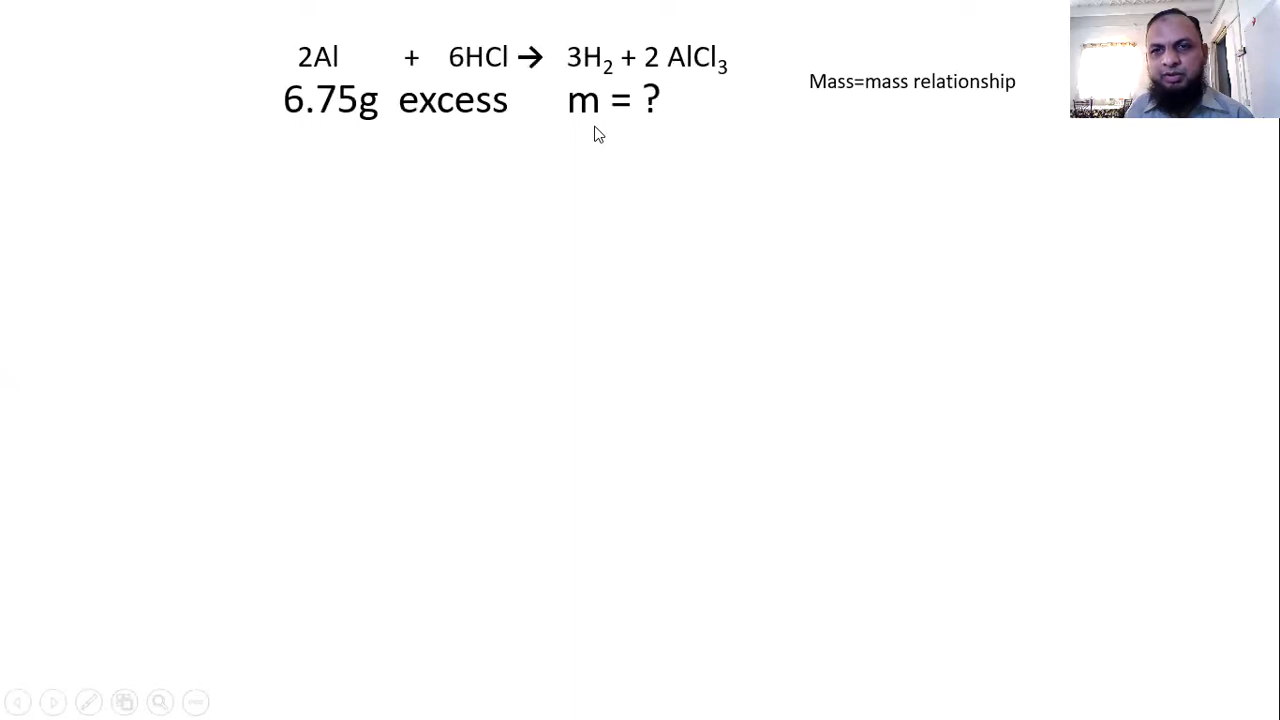 2Al + 6HCl → 3H₂ + 2 AlCl₃
6.75g excess m = ?
Mass=mass relationship